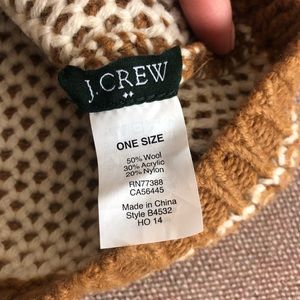 J.CREW
ONE SIZE
50% Wool
30% Acrylic
20% Nylon
RN77388
CA56445
Made in China
Style B4532
HO 14